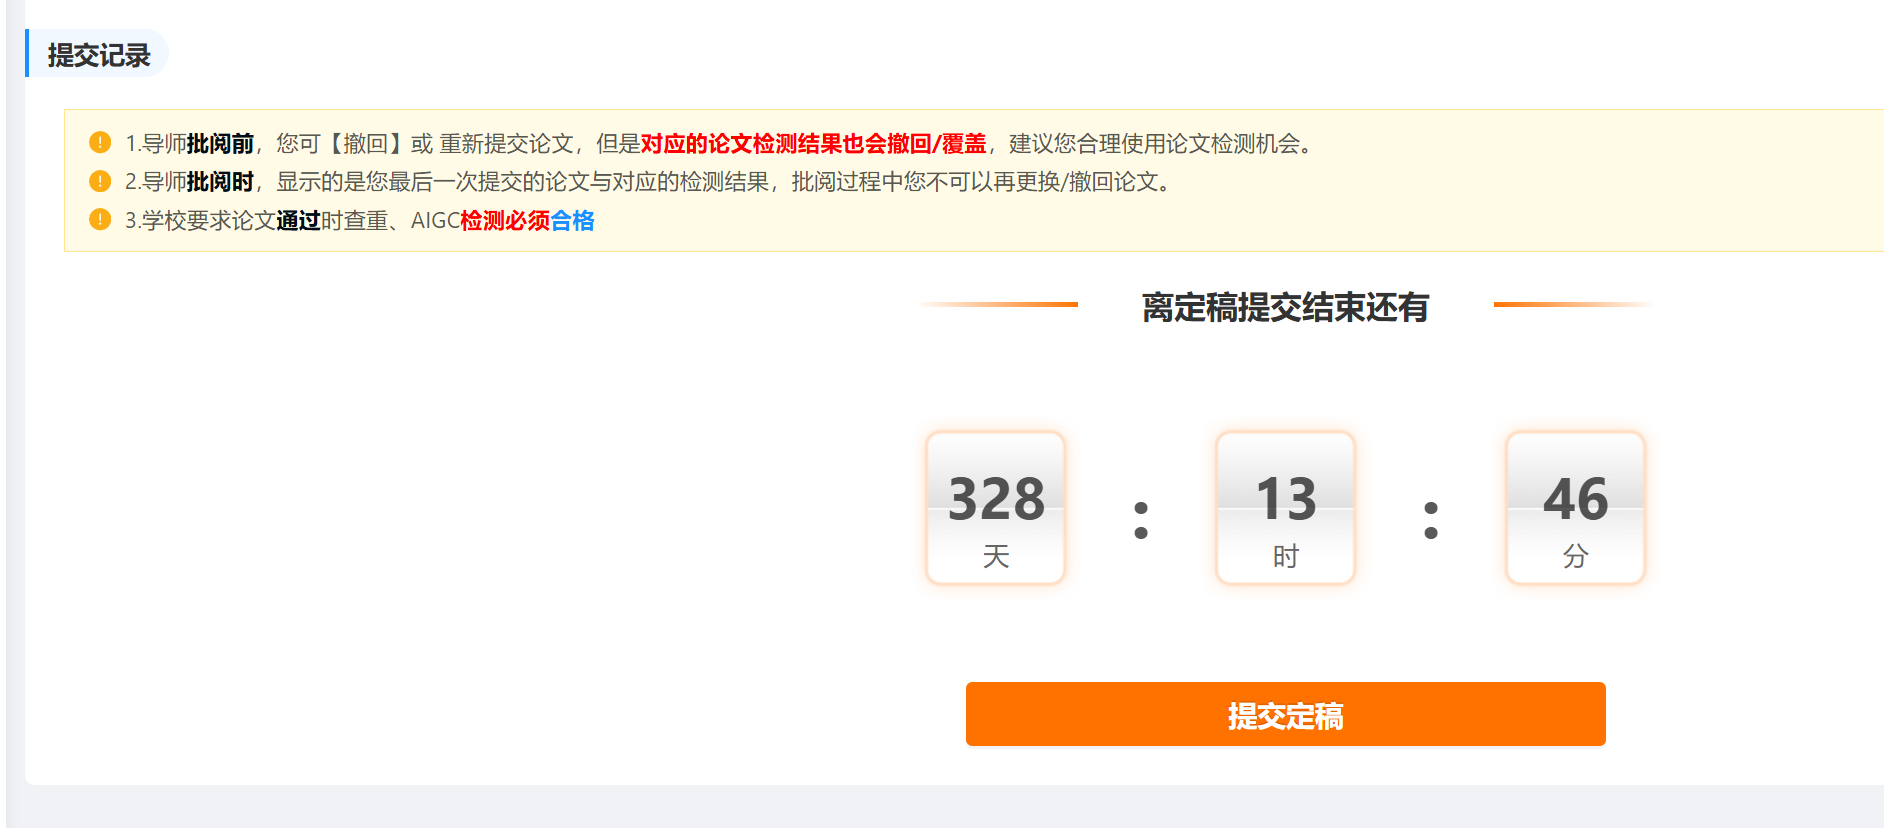 提交记录
1.导师批阅前，您可【撤回】或 重新提交论文，但是对应的论文检测结果也会撤回/覆盖，建议您合理使用论文检测机会。
2.导师批阅时，显示的是您最后一次提交的论文与对应的检测结果，批阅过程中您不可以再更换/撤回论文。
3.学校要求论文通过时查重、AIGC检测必须合格
离定稿提交结束还有
328 : 13 : 46
天 时 分
提交定稿